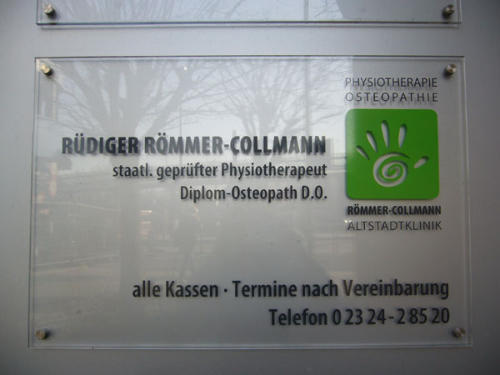 PHYSIOTHERAPIE
OSTEOPATHIE
RÜDIGER RÖMMER-COLLMANN
staatl. geprüfter Physiotherapeut
Diplom-Osteopath D.O.
RÖMMER-COLLMANN
ALTSTADTKLINIK
alle Kassen · Termine nach Vereinbarung
Telefon 0 23 24 - 2 85 20